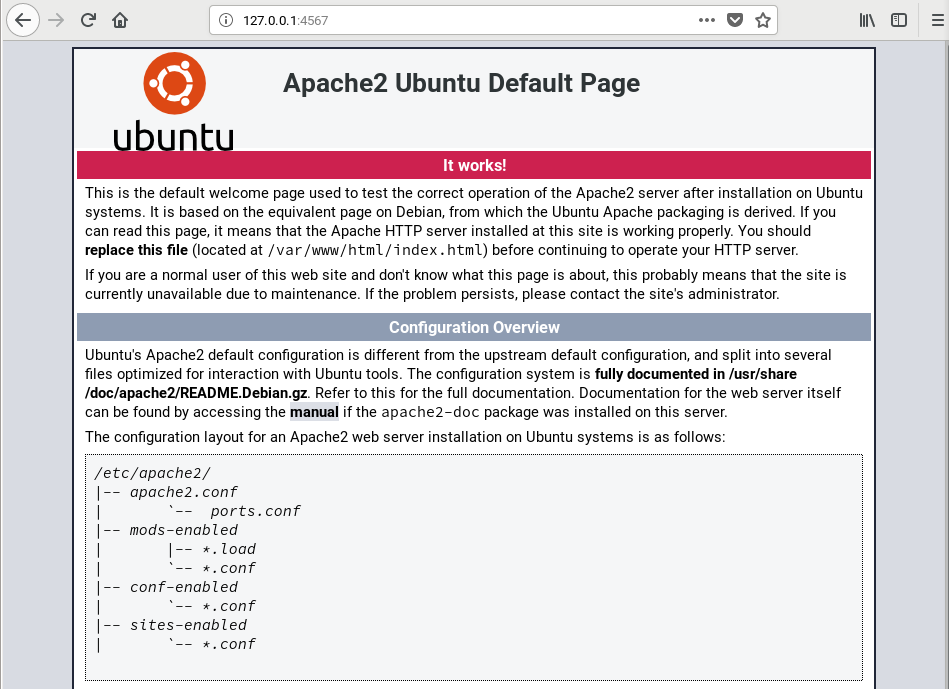 127.0.0.1:4567
Apache2 Ubuntu Default Page
ubuntu
It works!
This is the default welcome page used to test the correct operation of the Apache2 server after installation on Ubuntu
systems. It is based on the equivalent page on Debian, from which the Ubuntu Apache packaging is derived. If you
can read this page, it means that the Apache HTTP server installed at this site is working properly. You should
replace this file (located at /var/www/html/index.html) before continuing to operate your HTTP server.
If you are a normal user of this web site and don't know what this page is about, this probably means that the site is
currently unavailable due to maintenance. If the problem persists, please contact the site's administrator.
Configuration Overview
Ubuntu's Apache2 default configuration is different from the upstream default configuration, and split into several
files optimized for interaction with Ubuntu tools. The configuration system is fully documented in /usr/share
/doc/apache2/README.Debian.gz. Refer to this for the full documentation. Documentation for the web server itself
can be found by accessing the manual if the apache2-doc package was installed on this server.
The configuration layout for an Apache2 web server installation on Ubuntu systems is as follows:
/etc/apache2/
|-- apache2.conf
|       `--  ports.conf
|-- mods-enabled
|       |-- *.load
|       `-- *.conf
|-- conf-enabled
|       `-- *.conf
|-- sites-enabled
|       `-- *.conf